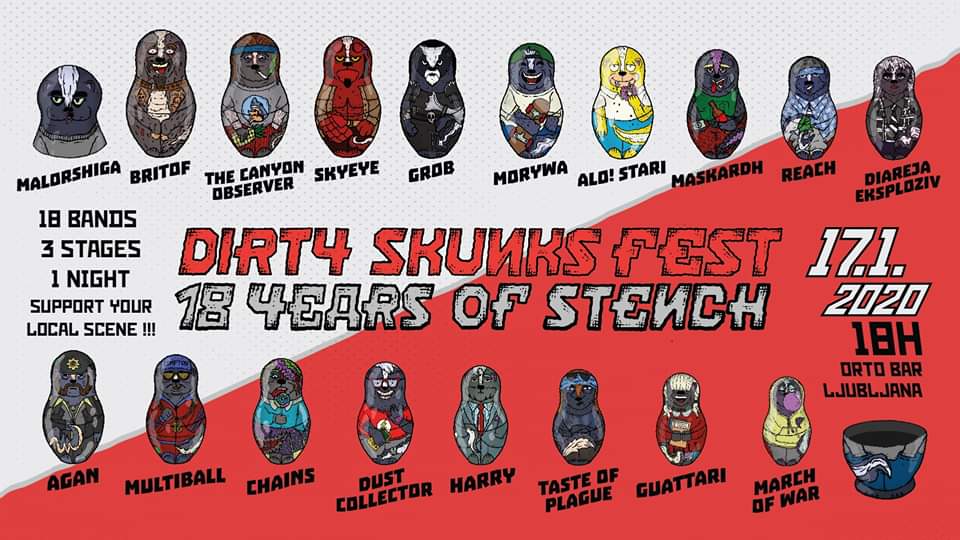 MALORSHIGA
BRITOF
THE CANYON
OBSERVER
SKYEYE
GROB
MORYWA
ALO! STARI
MASKARDH
REACH
DIAREJA
EKSPLOZIV
18 BANDS
3 STAGES
1 NIGHT
SUPPORT YOUR
LOCAL SCENE !!!
DIRTY SKUNKS FEST
18 YEARS OF STENCH
17.1.
2020
18H
ORTO BAR
LJUBLJANA
AGAN
MULTIBALL
CHAINS
DUST
COLLECTOR
HARRY
TASTE OF
PLAGUE
GUATTARI
MARCH
OF WAR